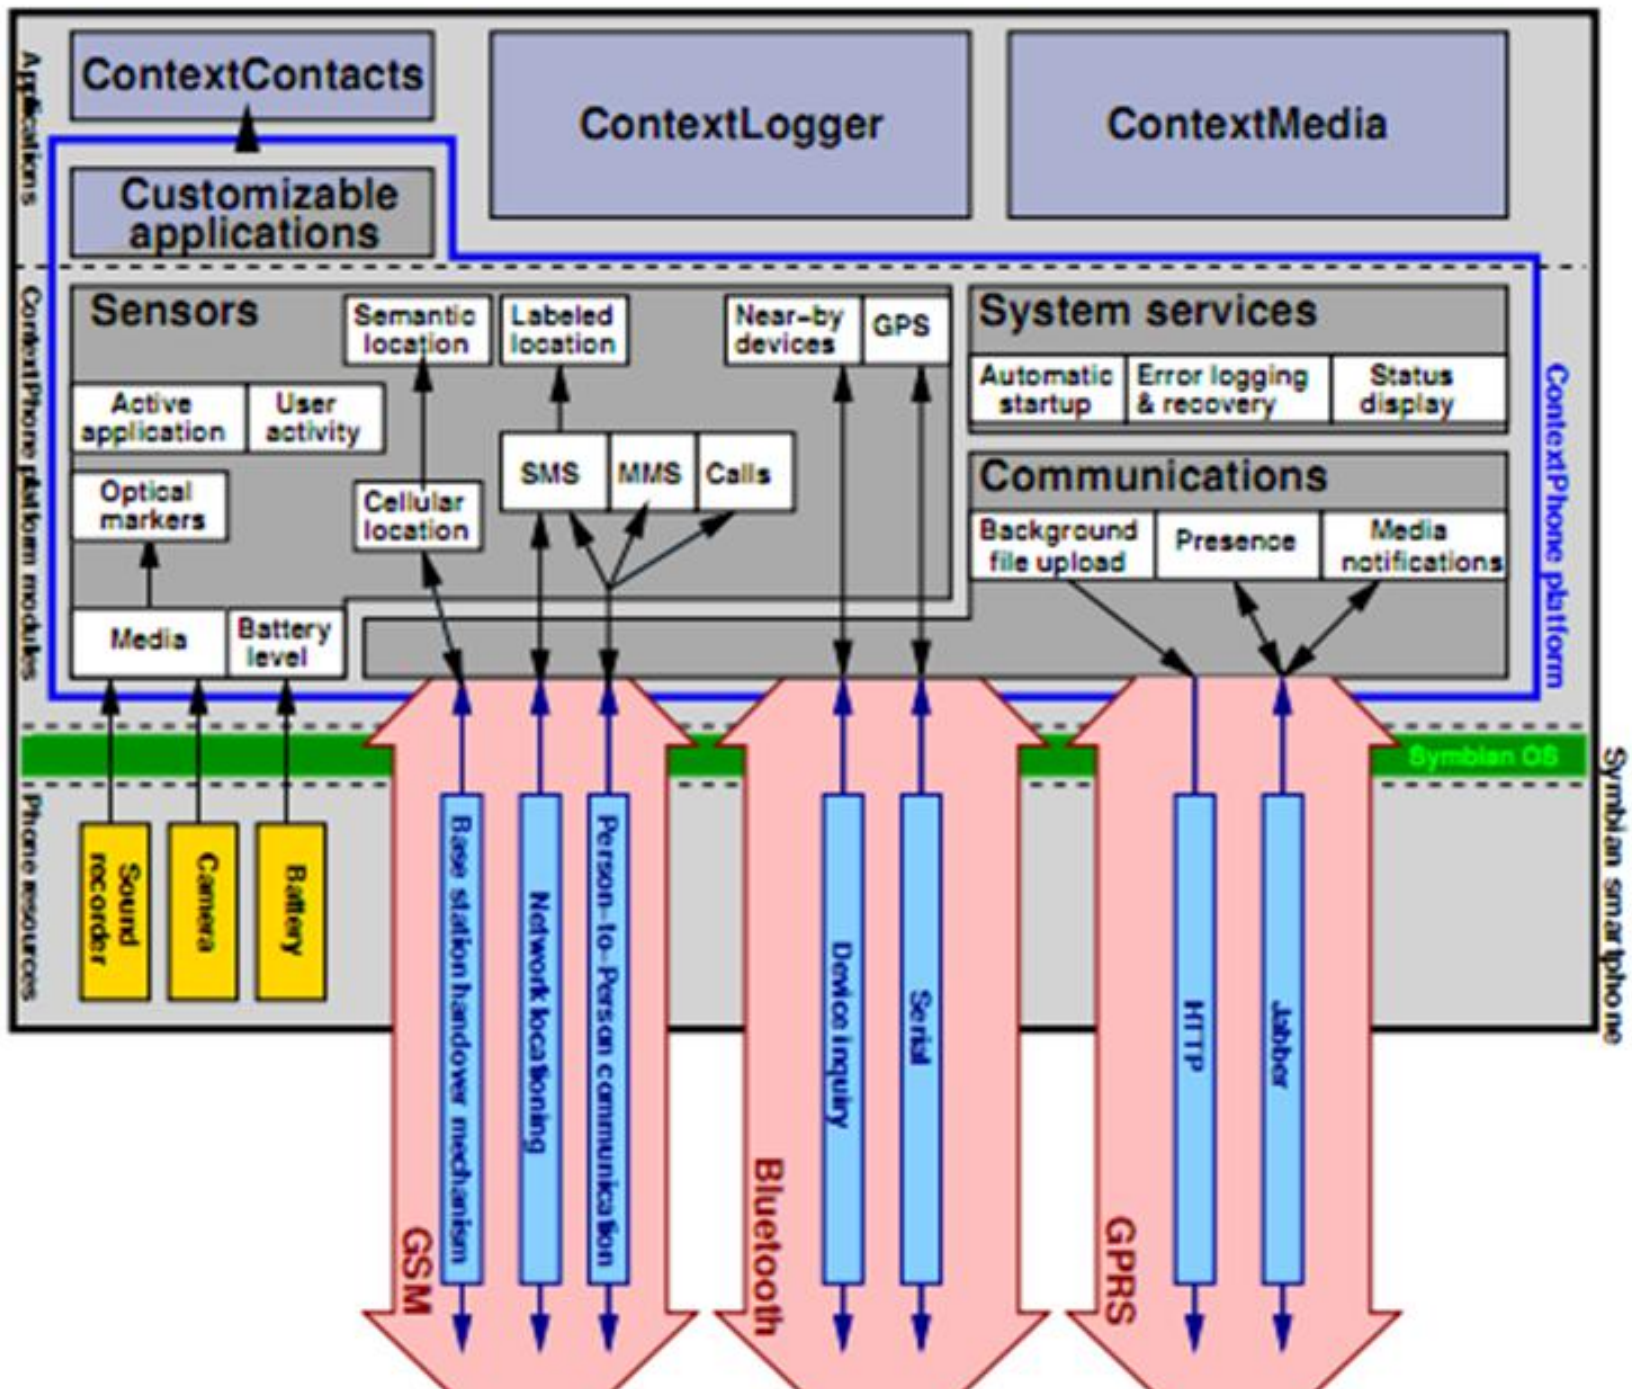 Applications
ContextContacts
ContextLogger
ContextMedia
Customizable
applications
ContextPhone platform modules
Sensors
Semantic
location
Labeled
location
Near-by
devices
GPS
Active
application
User
activity
SMS
MMS
Calls
Optical
markers
Cellular
location
Media
Battery
level
System services
Automatic
startup
Error logging
& recovery
Status
display
Communications
Background
file upload
Presence
Media
notifications
ContextPhone platform
Symbian OS
Symbian smartphone
Phone resources
Sound
recorder
Camera
Battery
GSM
Base station handover mechanism
Network locationing
Person-to-Person communication
Bluetooth
Device inquiry
Serial
GPRS
HTTP
Jabber